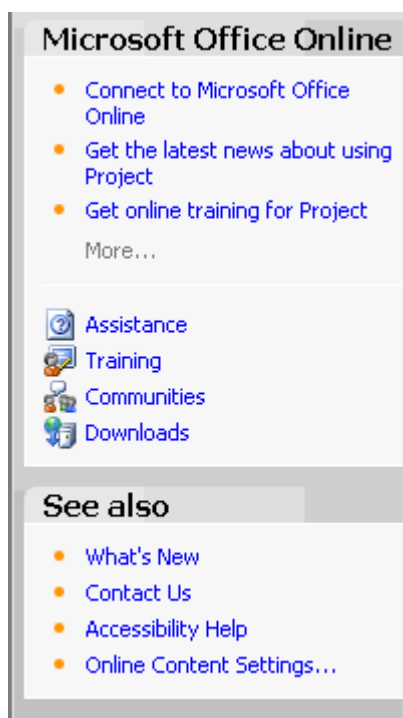 Microsoft Office Online
Connect to Microsoft Office
Online
Get the latest news about using
Project
Get online training for Project
More...
Assistance
Training
Communities
Downloads
See also
What's New
Contact Us
Accessibility Help
Online Content Settings...